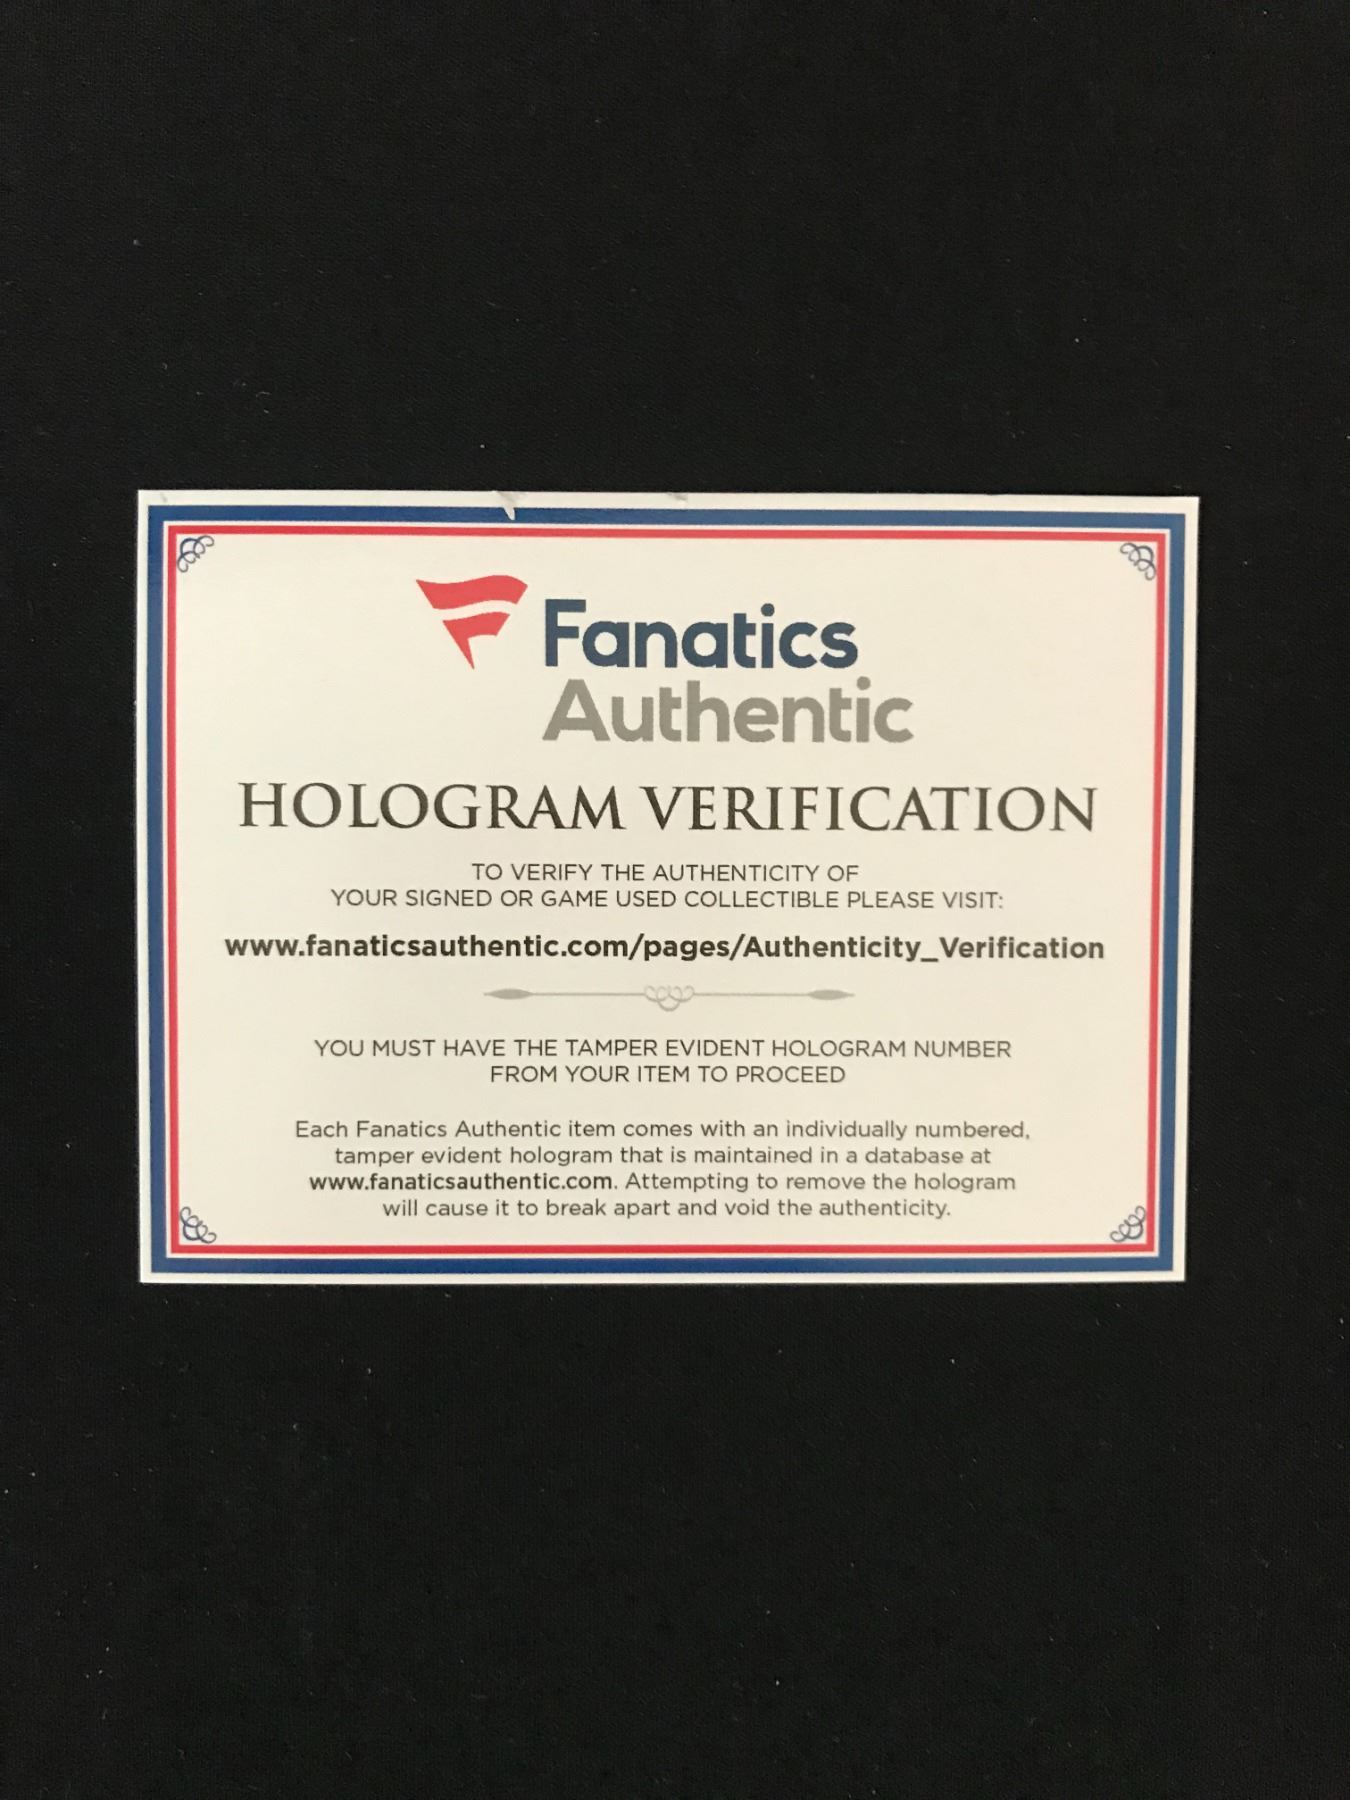 Fanatics
Authentic
HOLOGRAM VERIFICATION
TO VERIFY THE AUTHENTICITY OF
YOUR SIGNED OR GAME USED COLLECTIBLE PLEASE VISIT:
www.fanaticsauthentic.com/pages/Authenticity_Verification
YOU MUST HAVE THE TAMPER EVIDENT HOLOGRAM NUMBER
FROM YOUR ITEM TO PROCEED
Each Fanatics Authentic item comes with an individually numbered,
tamper evident hologram that is maintained in a database at
www.fanaticsauthentic.com. Attempting to remove the hologram
will cause it to break apart and void the authenticity.